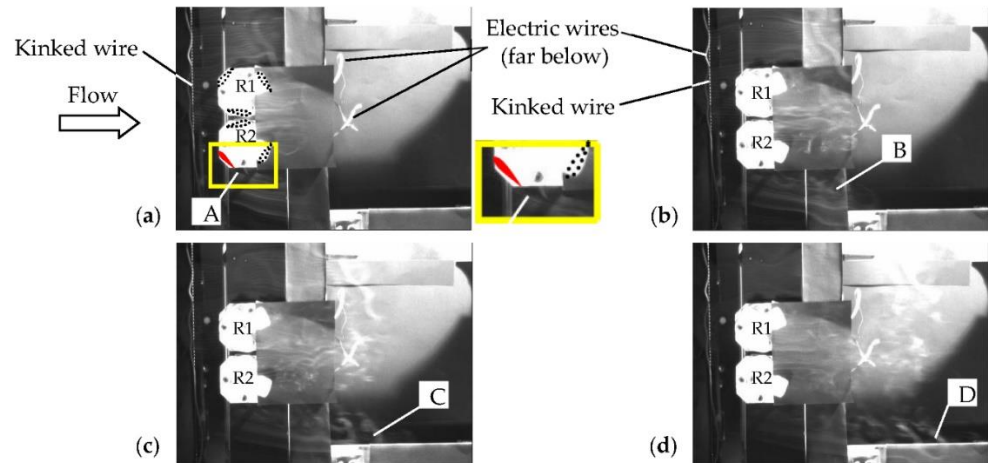 Kinked wire
Flow
R1
R2
A
(a)
Electric wires
(far below)
Kinked wire
R1
R2
B
(b)
R1
R2
C
(c)
R1
R2
D
(d)